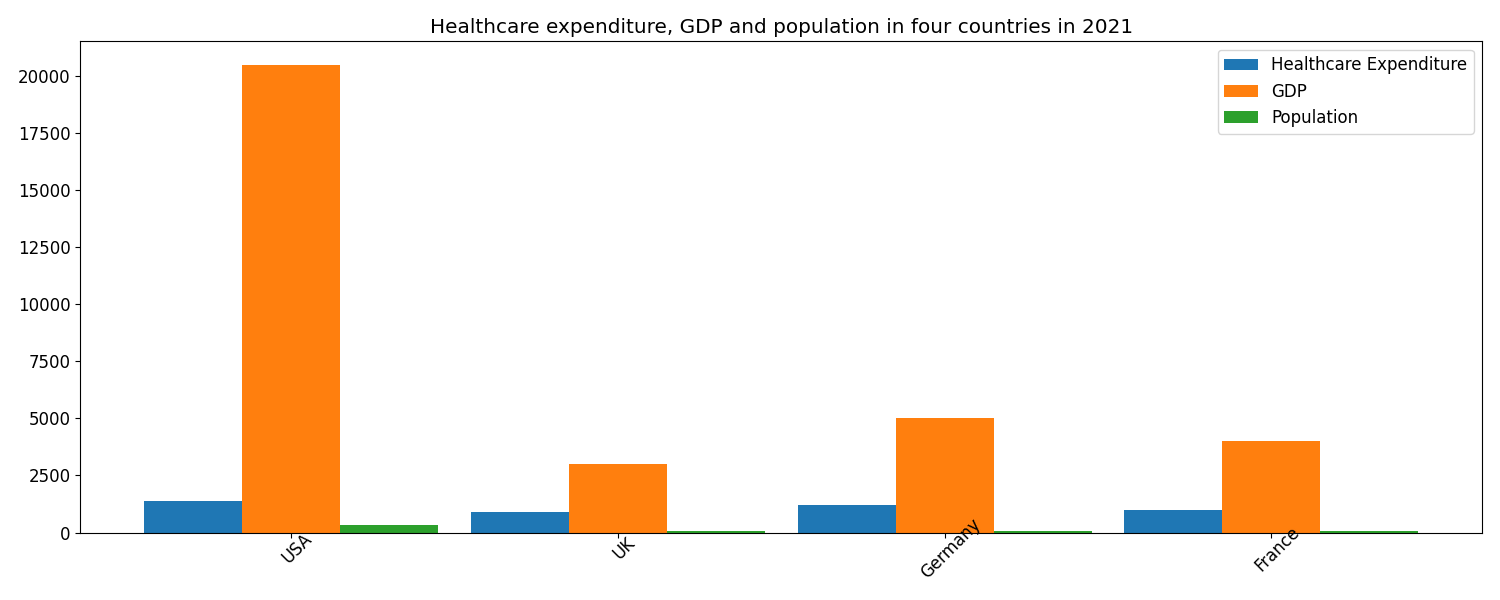 Healthcare expenditure, GDP and population in four countries in 2021
Healthcare Expenditure
GDP
Population
20000
17500
15000
12500
10000
7500
5000
2500
0
USA
UK
Germany
France